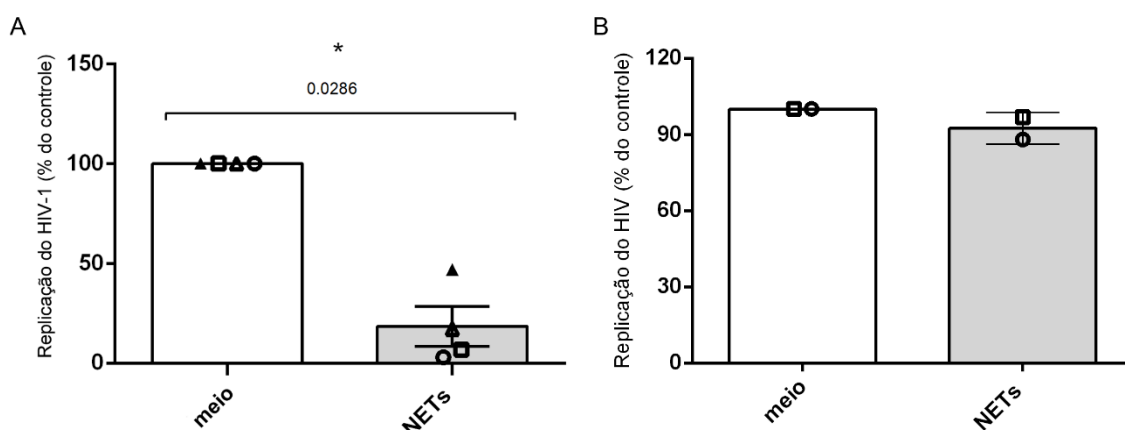 A
Replicação do HIV-1 (% do controle)
150
100
50
0
*
0.0286
meio
NETs
B
Replicação do HIV (% do controle)
120
90
60
30
0
meio
NETs